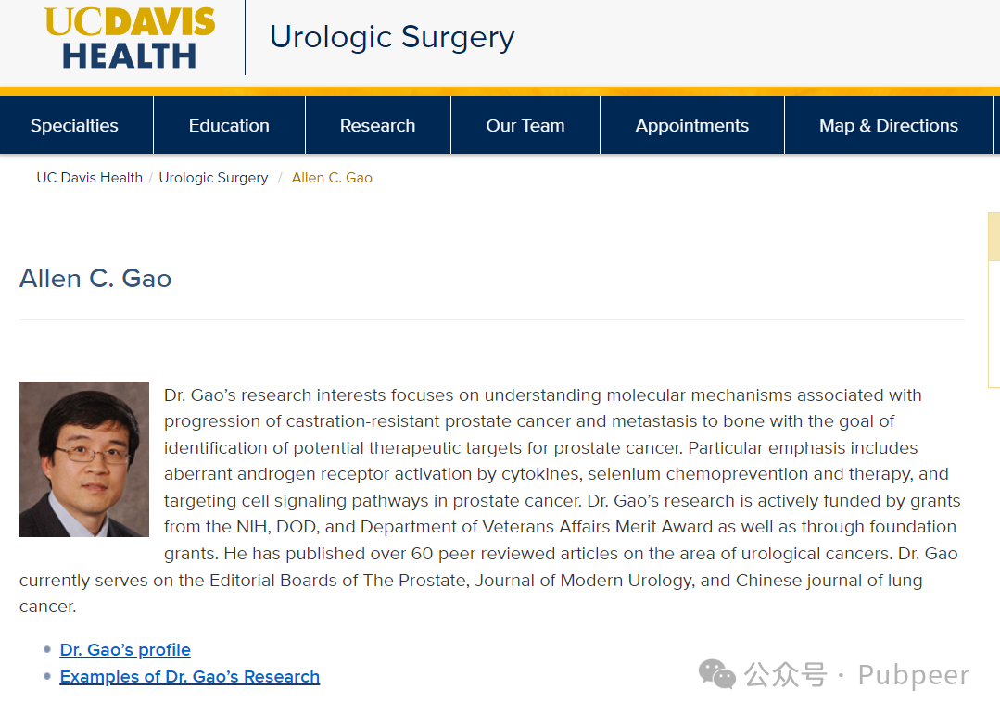 UCDAVIS
HEALTH
Urologic Surgery
Specialties
Education
Research
Our Team
Appointments
Map & Directions
UC Davis Health / Urologic Surgery / Allen C. Gao
Allen C. Gao
Dr. Gao’s research interests focuses on understanding molecular mechanisms associated with
progression of castration-resistant prostate cancer and metastasis to bone with the goal of
identification of potential therapeutic targets for prostate cancer. Particular emphasis includes
aberrant androgen receptor activation by cytokines, selenium chemoprevention and therapy, and
targeting cell signaling pathways in prostate cancer. Dr. Gao’s research is actively funded by grants
from the NIH, DOD, and Department of Veterans Affairs Merit Award as well as through foundation
grants. He has published over 60 peer reviewed articles on the area of urological cancers. Dr. Gao
currently serves on the Editorial Boards of The Prostate, Journal of Modern Urology, and Chinese journal of lung
cancer.
• Dr. Gao’s profile
• Examples of Dr. Gao’s Research
公众号 · Pubpeer